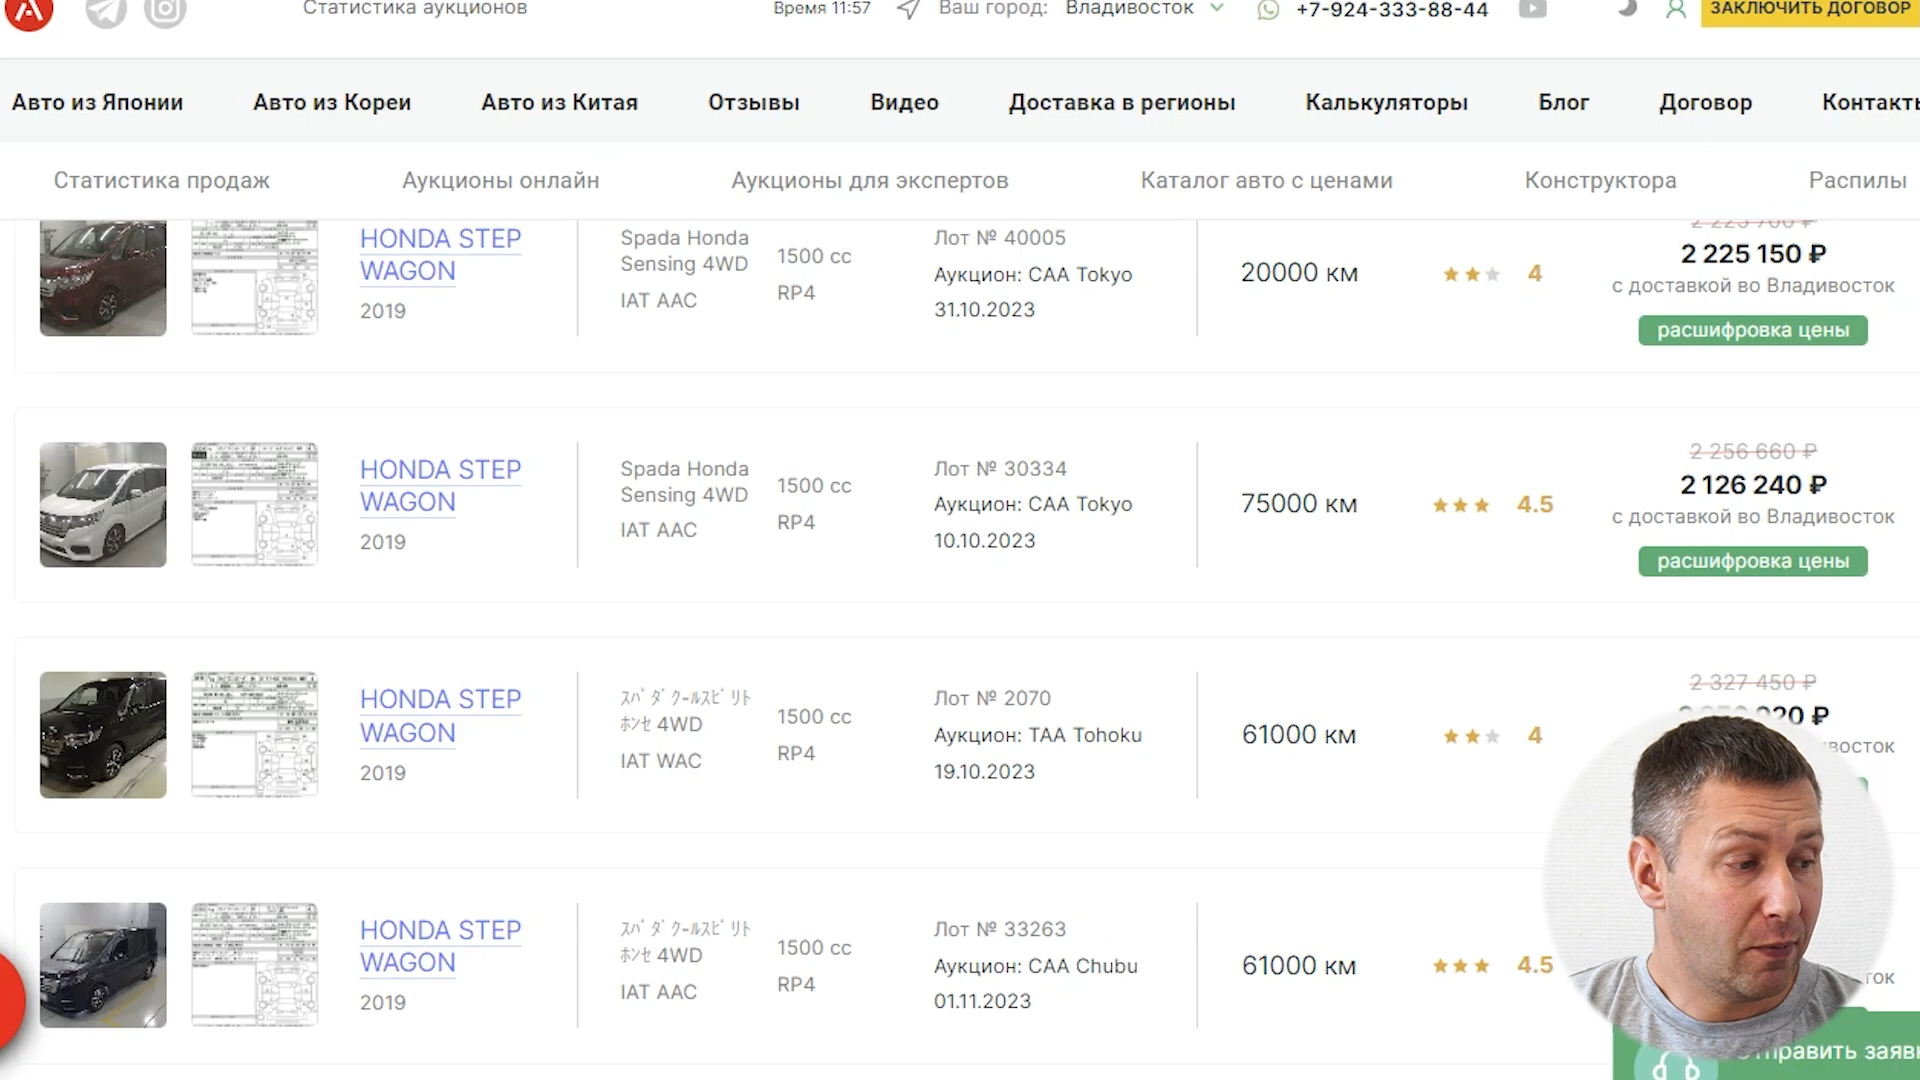 Статистика аукционов
Время 11:57
Ваш город: Владивосток
+7-924-333-88-44
ЗАКЛЮЧИТЬ ДОГОВОР
Авто из Японии
Авто из Кореи
Авто из Китая
Отзывы
Видео
Доставка в регионы
Калькуляторы
Блог
Договор
Контакты
Статистика продаж
Аукционы онлайн
Аукционы для экспертов
Каталог авто с ценами
Конструктора
Распилы
HONDA STEP
WAGON
2019
Spada Honda
Sensing 4WD
IAT AAC
1500 cc
RP4
Лот № 40005
Аукцион: CAA Tokyo
31.10.2023
20000 км
4
2 225 150 ₽
с доставкой во Владивосток
расшифровка цены
HONDA STEP
WAGON
2019
Spada Honda
Sensing 4WD
IAT AAC
1500 cc
RP4
Лот № 30334
Аукцион: CAA Tokyo
10.10.2023
75000 км
4.5
2 256 660 ₽
2 126 240 ₽
с доставкой во Владивосток
расшифровка цены
HONDA STEP
WAGON
2019
ｽﾊﾟﾀﾞｸｰﾙｽﾋﾟﾘﾄ
ﾎﾝｾ 4WD
IAT WAC
1500 cc
RP4
Лот № 2070
Аукцион: TAA Tohoku
19.10.2023
61000 км
4
2 327 450 ₽
HONDA STEP
WAGON
2019
ｽﾊﾟﾀﾞｸｰﾙｽﾋﾟﾘﾄ
ﾎﾝｾ 4WD
IAT AAC
1500 cc
RP4
Лот № 33263
Аукцион: CAA Chubu
01.11.2023
61000 км
4.5